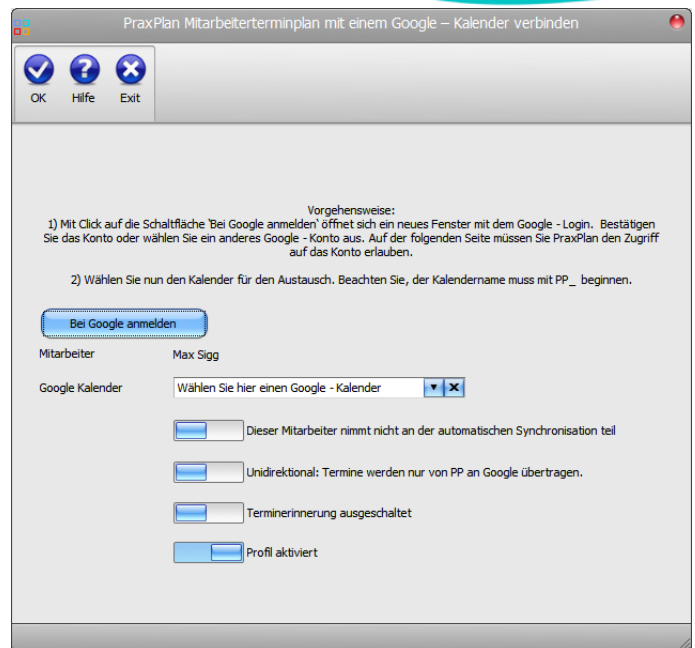 PraxPlan Mitarbeiterterminplan mit einem Google – Kalender verbinden
OK Hilfe Exit
Vorgehensweise:
1) Mit Click auf die Schaltfläche 'Bei Google anmelden' öffnet sich ein neues Fenster mit dem Google - Login. Bestätigen
Sie das Konto oder wählen Sie ein anderes Google - Konto aus. Auf der folgenden Seite müssen Sie PraxPlan den Zugriff
auf das Konto erlauben.
2) Wählen Sie nun den Kalender für den Austausch. Beachten Sie, der Kalendername muss mit PP_ beginnen.
Bei Google anmelden
Mitarbeiter Max Sigg
Google Kalender Wählen Sie hier einen Google - Kalender
Dieser Mitarbeiter nimmt nicht an der automatischen Synchronisation teil
Unidirektional: Termine werden nur von PP an Google übertragen.
Terminerinnerung ausgeschaltet
Profil aktiviert